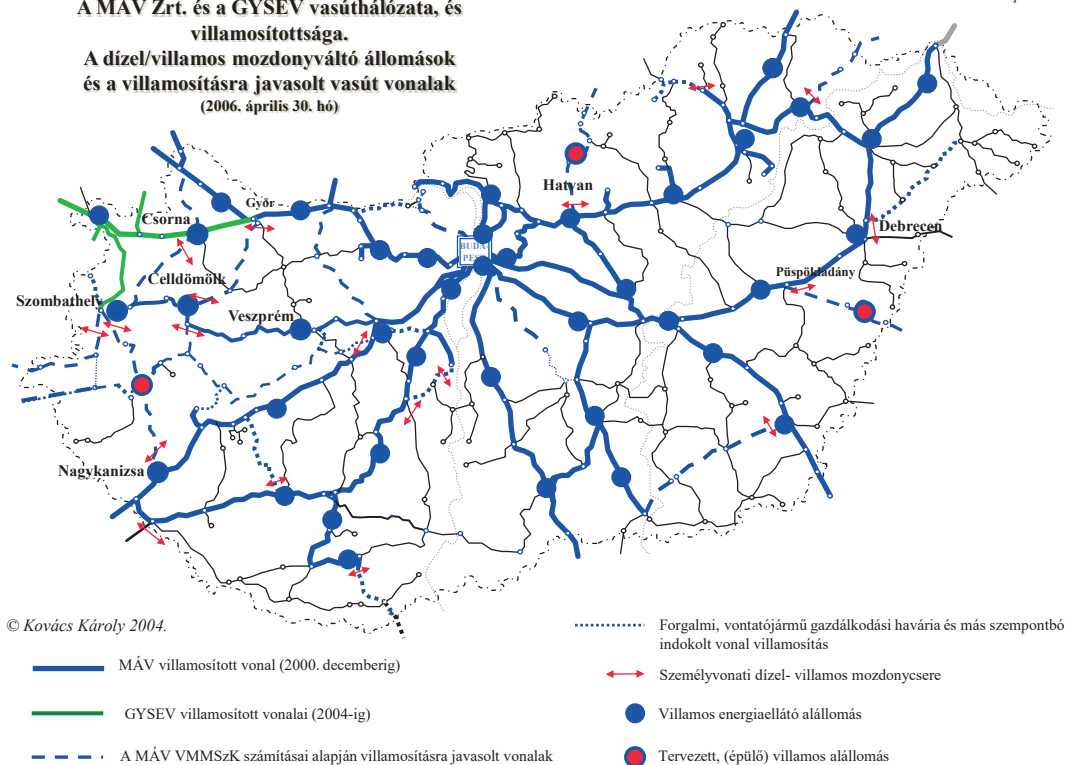 A MÁV Zrt. és a GYSEV vasúthálózata, és
villamosítottsága.
A dízel/villamos mozdonyváltó állomások
és a villamosításra javasolt vasút vonalak
(2006. április 30. hó)
Hatvan
Győr
Csorna
BUDA
PEST
Debrecen
Celldömölk
Püspökladány
Szombathely
Veszprém
Nagykanizsa
© Kovács Károly 2004.
MÁV villamosított vonal (2000. decemberig)
GYSEV villamosított vonalai (2004-ig)
A MÁV VMMSzK számításai alapján villamosításra javasolt vonalak
Forgalmi, vontatójármű gazdálkodási havária és más szempontbó
indokolt vonal villamosítás
Személyvonati dízel- villamos mozdonycsere
Villamos energiaellátó alállomás
Tervezett, (épülő) villamos alállomás